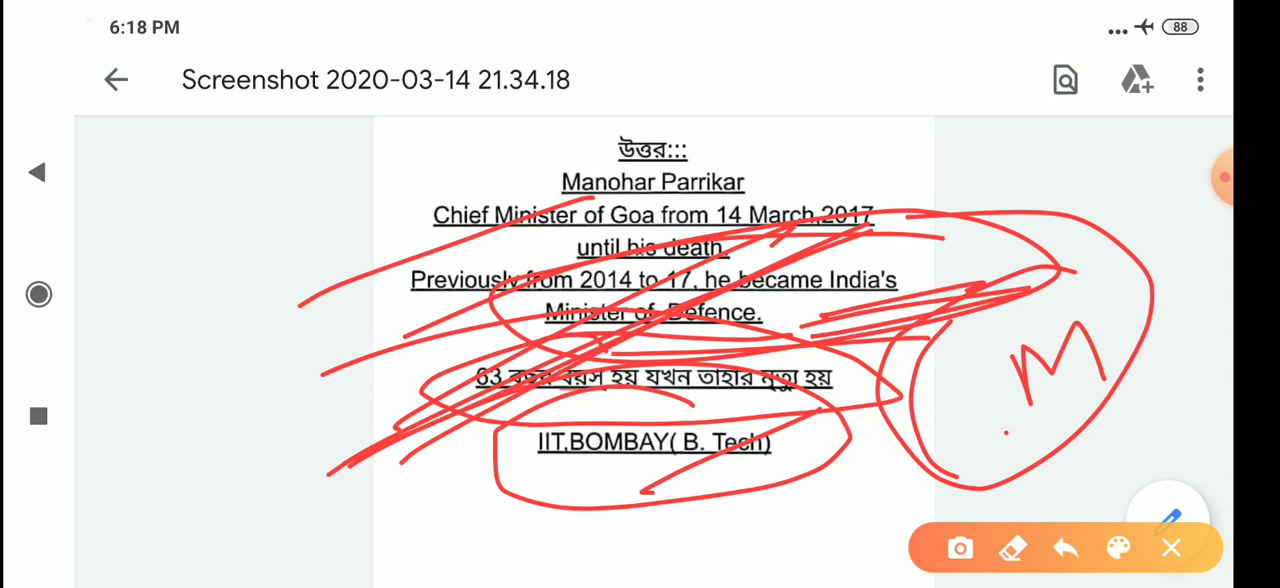 6:18 PM
88
Screenshot 2020-03-14 21.34.18
উত্তর:::
Manohar Parrikar
Chief Minister of Goa from 14 March,2017
until his death.
Previously from 2014 to 17, he became India's
Minister of Defence.
63 বছর বয়স হয় যখন তাহার মৃত্যু হয়
IIT,BOMBAY( B. Tech)
M